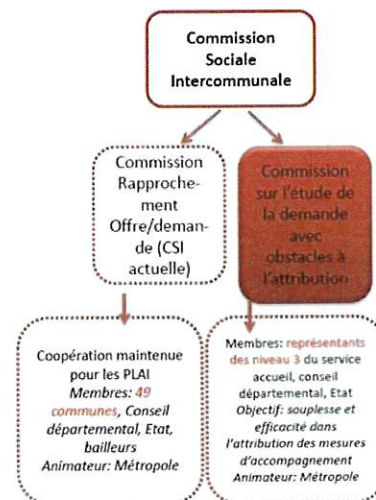 Commission
Sociale
Intercommunale
Commission
Rapproche-
ment
Offre/deman-
de (CSI
actuelle)
Commission
sur l'étude de
la demande
avec
obstacles à
l'attribution
Coopération maintenue
pour les PLAI
Membres: 49
communes, Conseil
départemental, Etat,
bailleurs
Animateur: Métropole
Membres: représentants
des niveau 3 du service
accueil, conseil
départemental, Etat
Objectif: souplesse et
efficacité dans
l'attribution des mesures
d'accompagnement
Animateur: Métropole